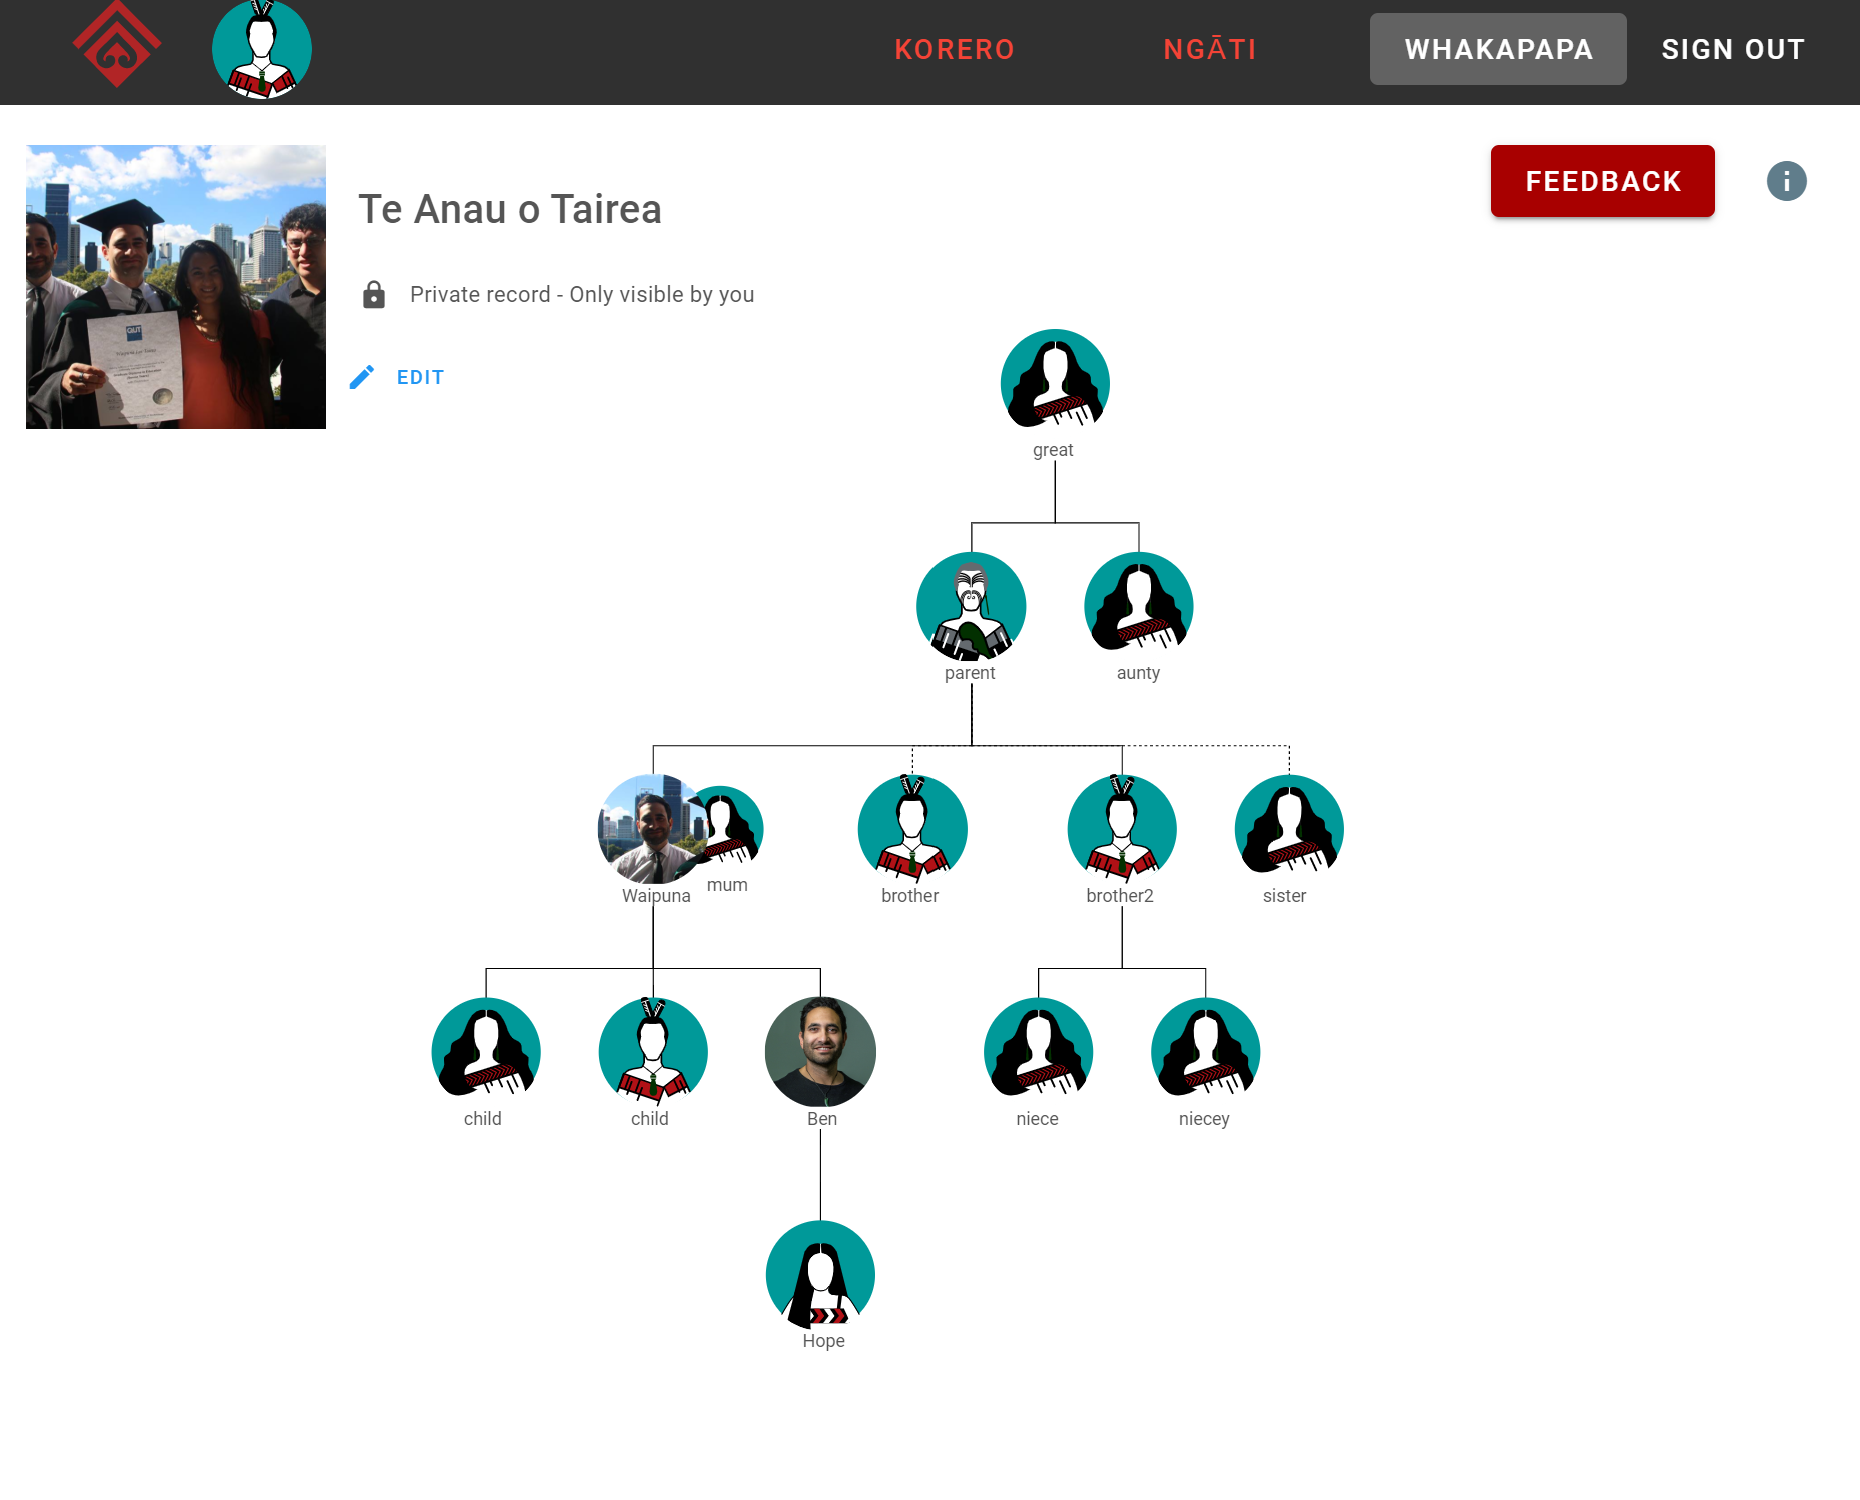 KORERO
NGĀTI
WHAKAPAPA
SIGN OUT
FEEDBACK
Te Anau o Tairea
Private record - Only visible by you
EDIT
great
parent
aunty
Waipuna
mum
brother
brother2
sister
child
child
Ben
niece
niecey
Hope
QUT